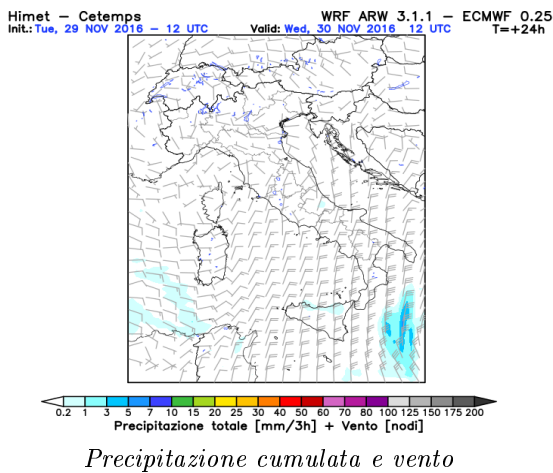 Himet – Cetemps WRF ARW 3.1.1 – ECMWF 0.25
Init.: Tue, 29 NOV 2016 – 12 UTC Valid: Wed, 30 NOV 2016 12 UTC T=+24h
0.2 1 3 5 7 10 15 20 25 30 40 50 60 70 80 100 125 150 175 200
Precipitazione totale [mm/3h] + Vento [nodi]
Precipitazione cumulata e vento